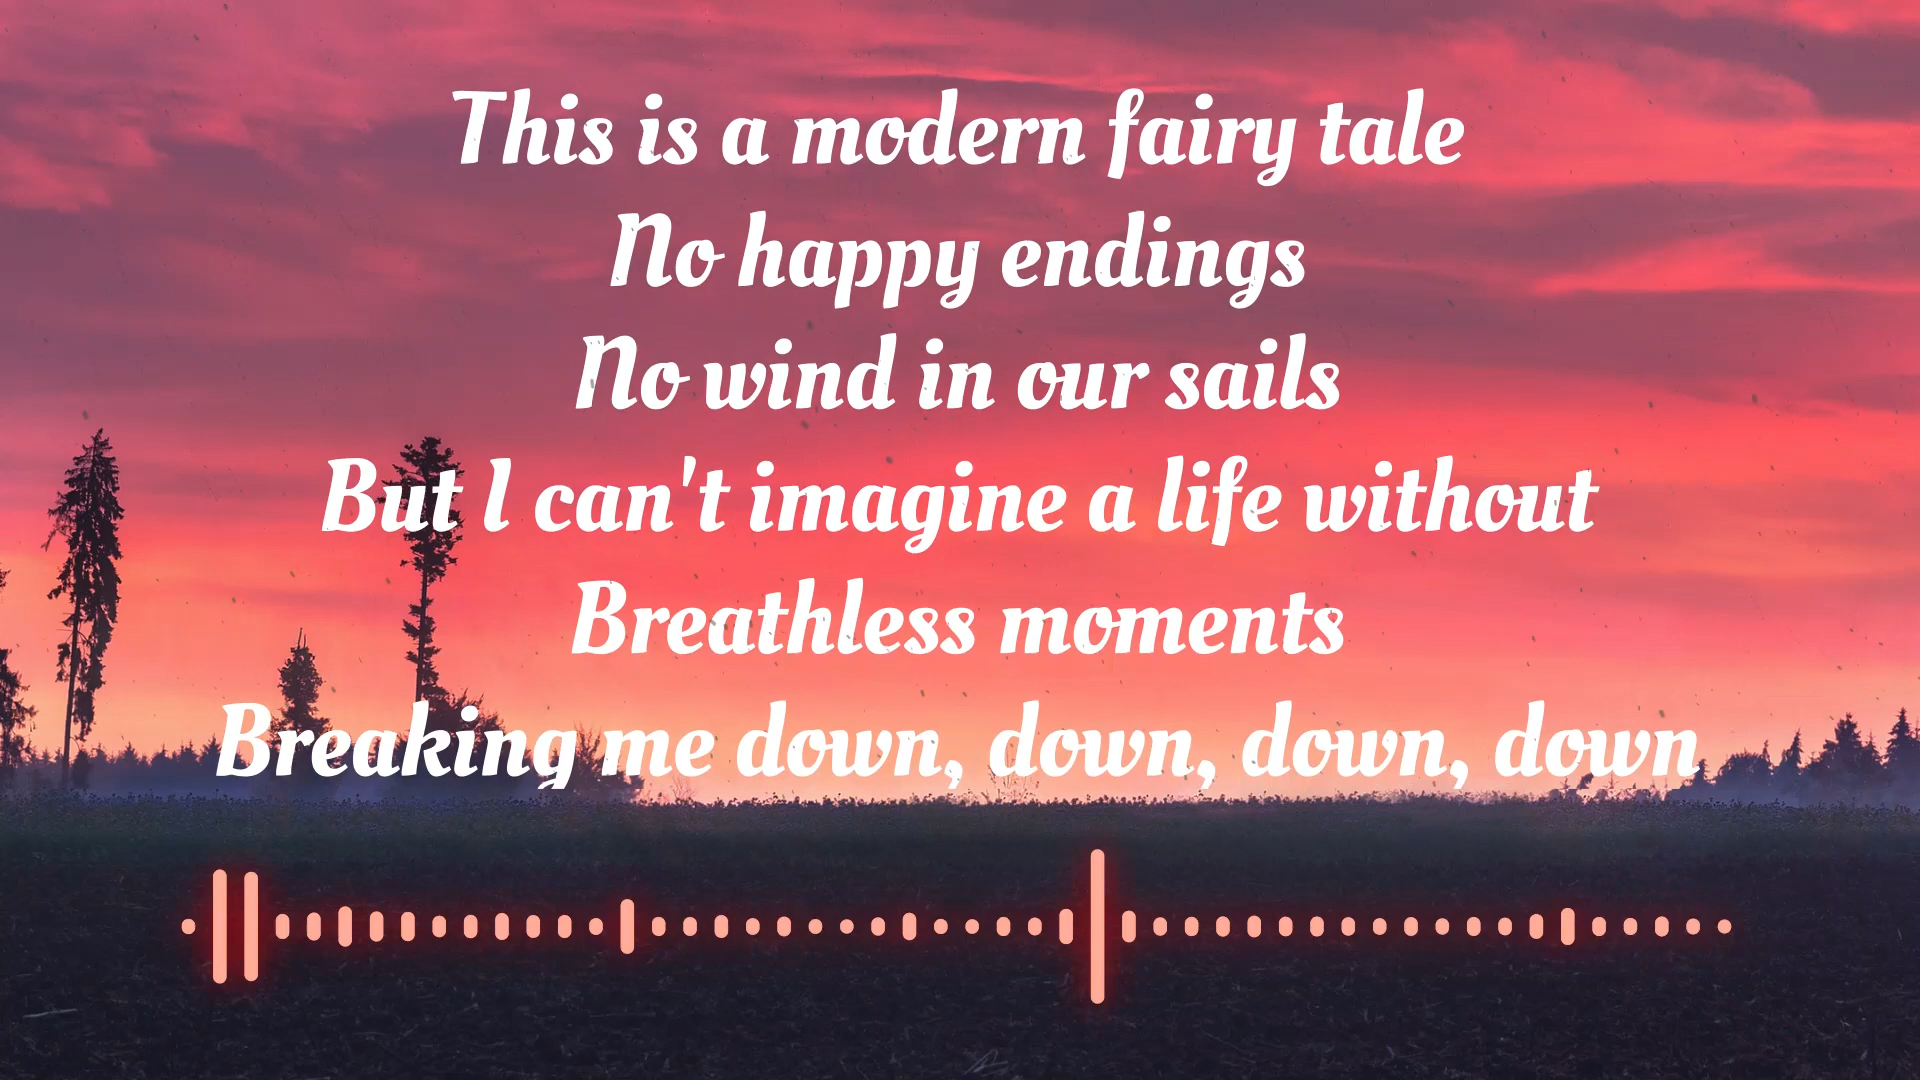 This is a modern fairy tale
No happy endings
No wind in our sails
But I can't imagine a life without
Breathless moments
Breaking me down, down, down, down